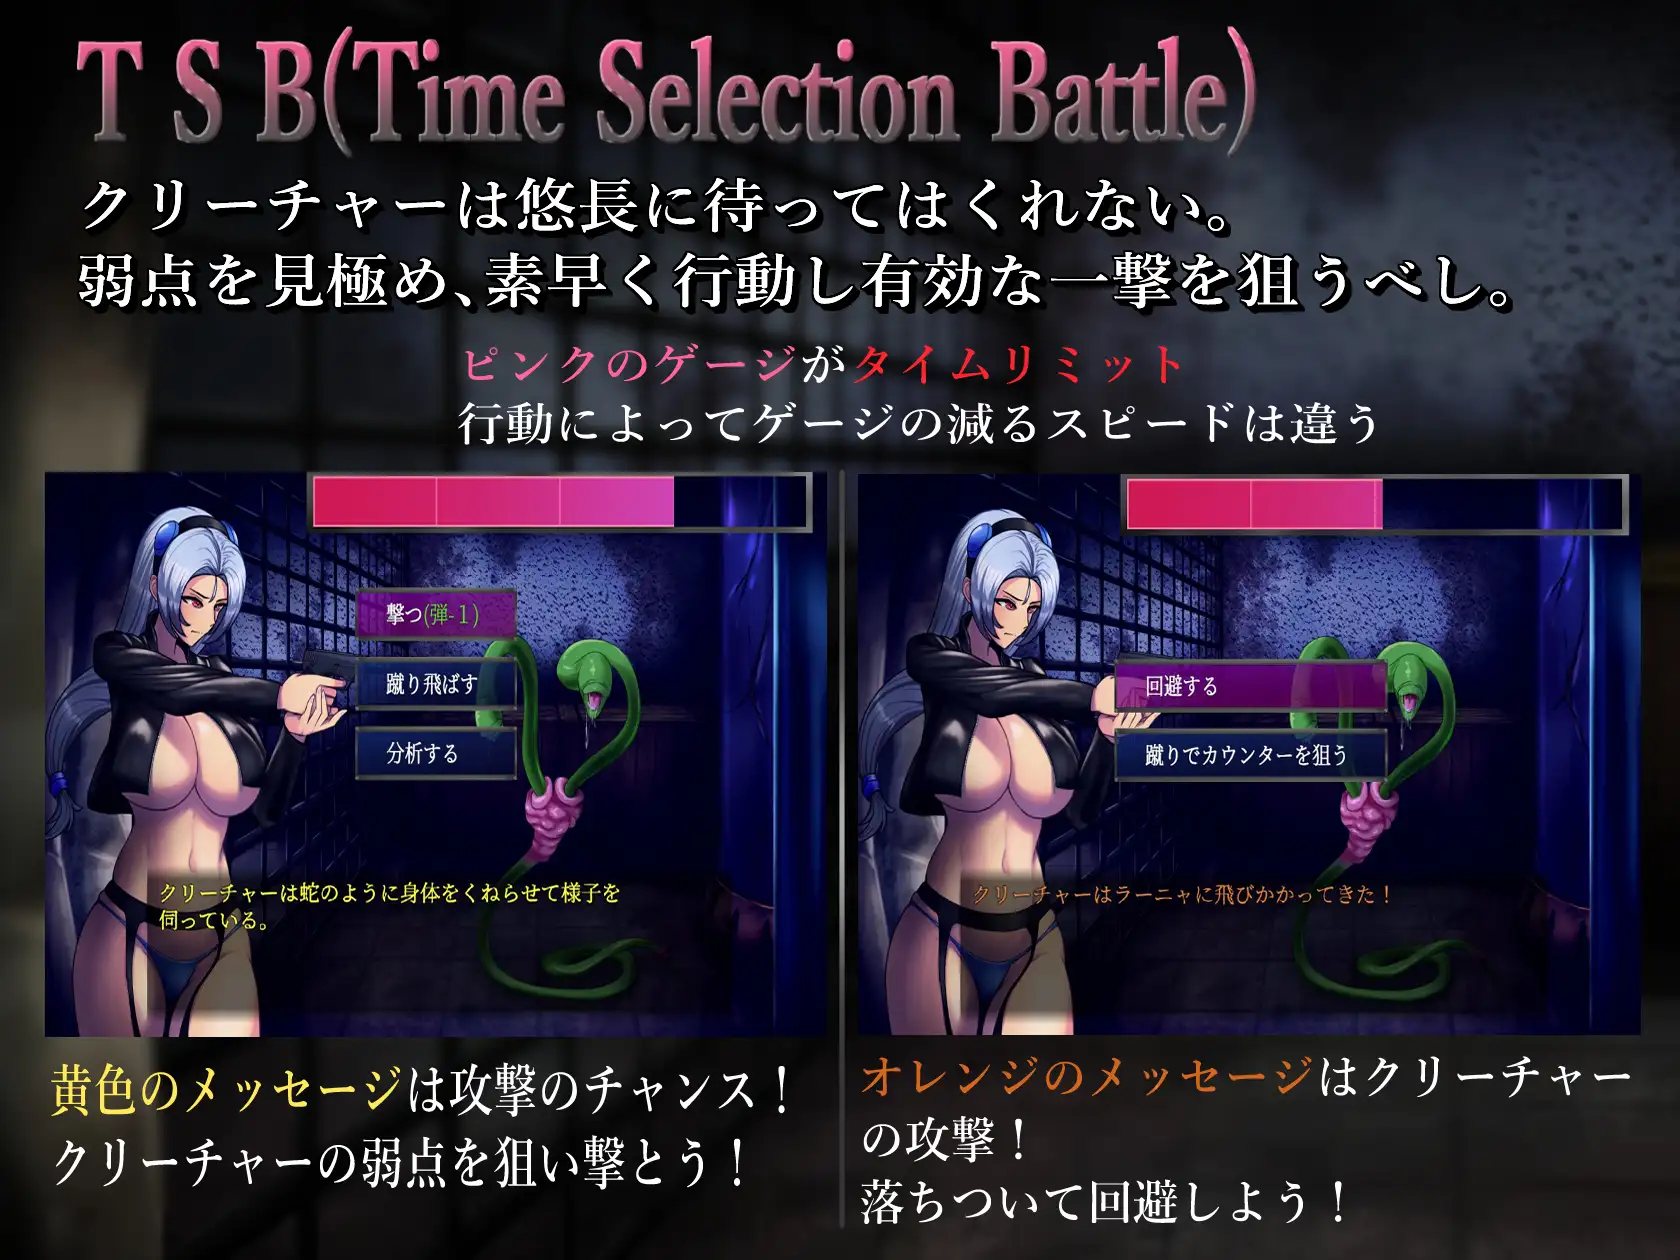 T S B(Time Selection Battle)
クリーチャーは悠長に待ってはくれない。
弱点を見極め、素早く行動し有効な一撃を狙うべし。
ピンクのゲージがタイムリミット
行動によってゲージの減るスピードは違う
撃つ(弾-1)
蹴り飛ばす
分析する
クリーチャーは蛇のように身体をくねらせて様子を
伺っている。
回避する
蹴りでカウンターを狙う
クリーチャーはラーニャに飛びかかってきた！
黄色のメッセージは攻撃のチャンス！
クリーチャーの弱点を狙い撃とう！
オレンジのメッセージはクリーチャー
の攻撃！
落ちついて回避しよう！